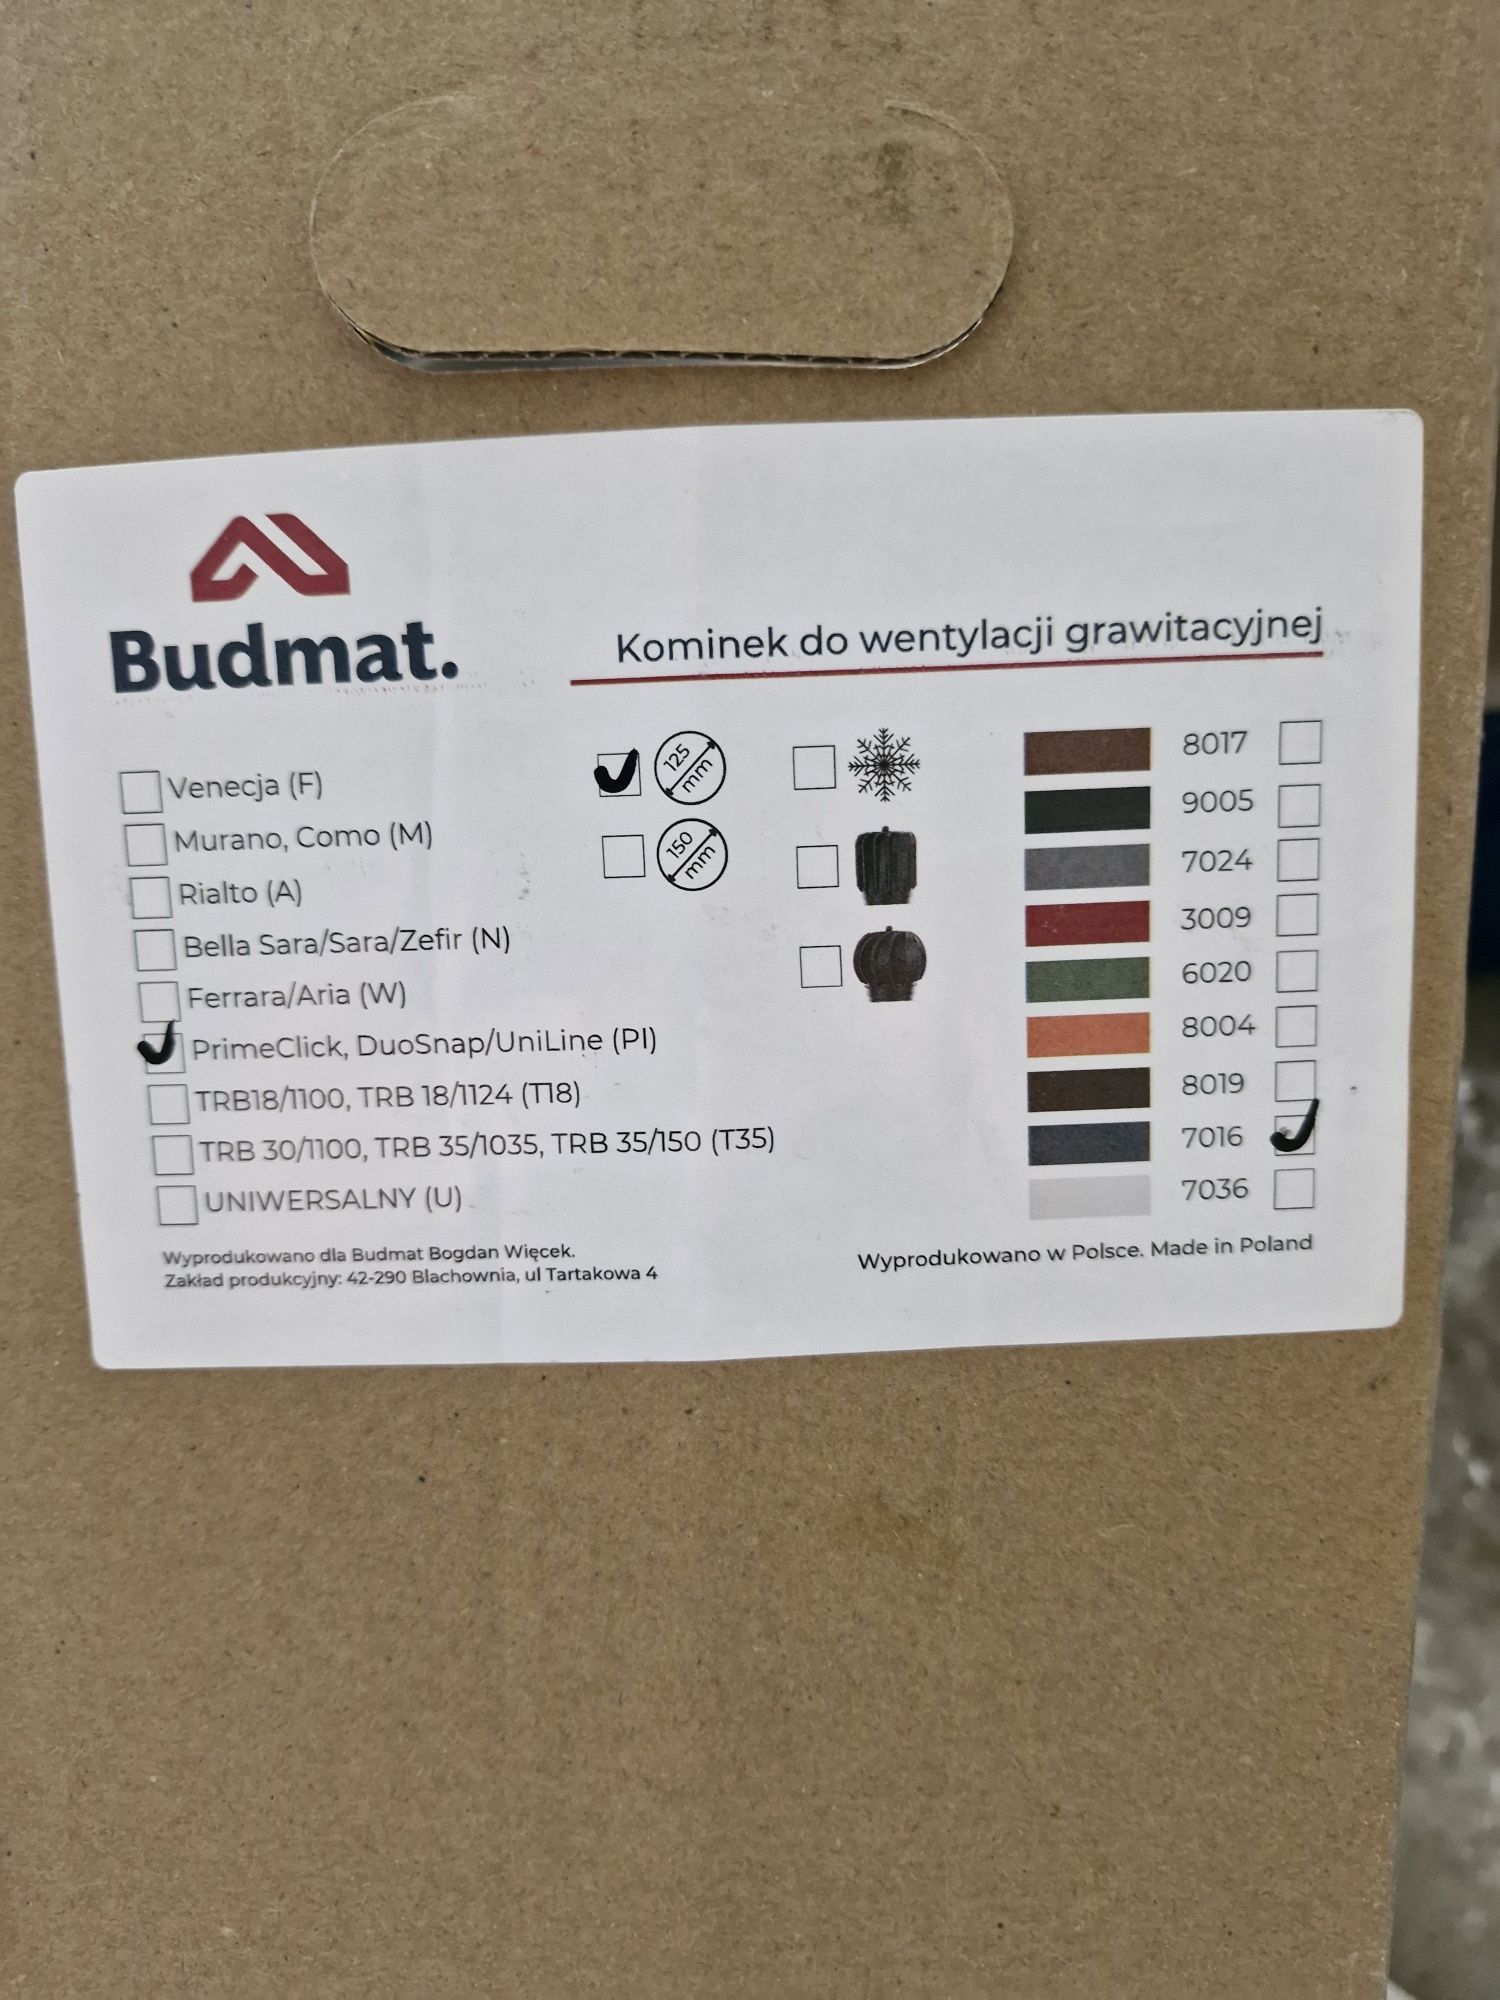 Budmat.
Kominek do wentylacji grawitacyjnej
Venecja (F)
Murano, Como (M)
Rialto (A)
Bella Sara/Sara/Zefir (N)
Ferrara/Aria (W)
PrimeClick, DuoSnap/UniLine (PI)
TRB18/1100, TRB 18/1124 (T18)
TRB 30/1100, TRB 35/1035, TRB 35/150 (T35)
UNIWERSALNY (U)
125 mm
150 mm
8017
9005
7024
3009
6020
8004
8019
7016
7036
Wyprodukowano dla Budmat Bogdan Więcek.
Zakład produkcyjny: 42-290 Blachownia, ul Tartakowa 4
Wyprodukowano w Polsce. Made in Poland